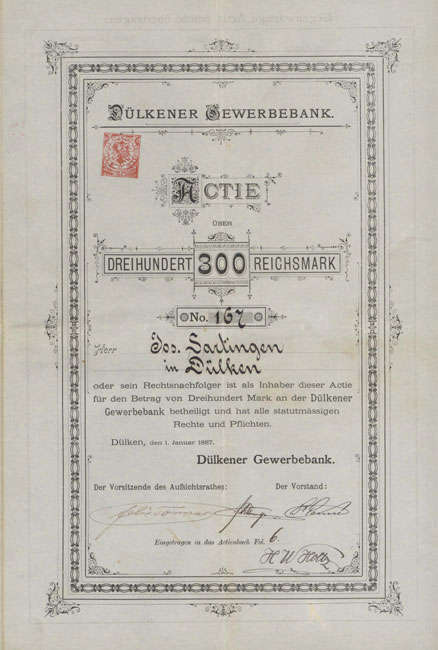 DÜLKENER GEWERBEBANK.
ACTIE
ÜBER
DREIHUNDERT 300 REICHSMARK
No. 167
Herr Jos. Sartingen
in Dülken
oder sein Rechtsnachfolger ist als Inhaber dieser Actie
für den Betrag von Dreihundert Mark an der Dülkener
Gewerbebank betheiligt und hat alle statutmässigen
Rechte und Pflichten.
Dülken, den 1. Januar 1887.
Dülkener Gewerbebank.
Der Vorsitzende des Aufsichtsrathes: Der Vorstand:
Eingetragen in das Actienbuch Fol. 6.
H W